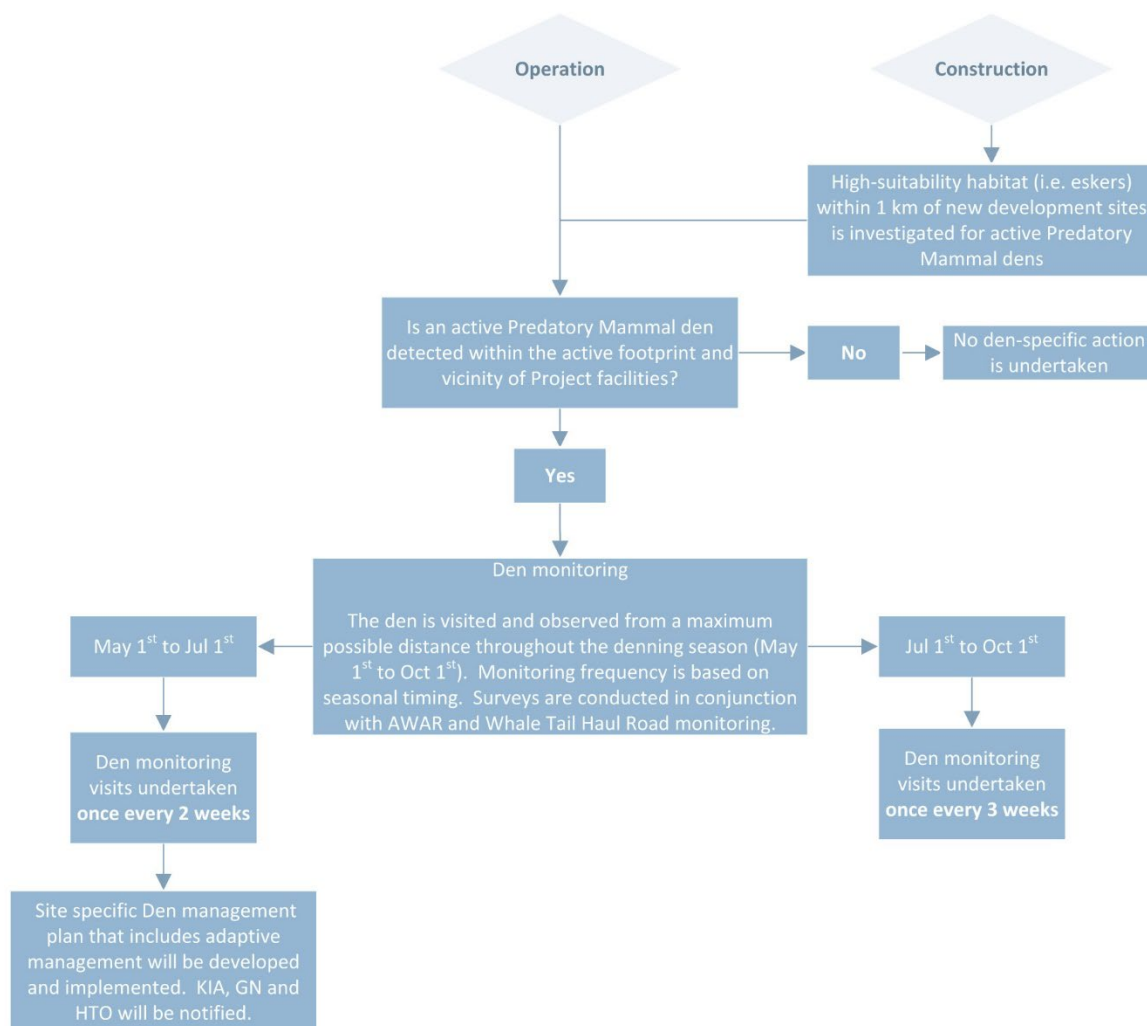 Operation
Construction
High-suitability habitat (i.e. eskers)
within 1 km of new development sites
is investigated for active Predatory
Mammal dens
Is an active Predatory Mammal den
detected within the active footprint and
vicinity of Project facilities?
No
No den-specific action
is undertaken
Yes
Den monitoring
The den is visited and observed from a maximum
possible distance throughout the denning season (May
1st to Oct 1st).  Monitoring frequency is based on
seasonal timing.  Surveys are conducted in conjunction
with AWAR and Whale Tail Haul Road monitoring.
May 1st to Jul 1st
Den monitoring
visits undertaken
once every 2 weeks
Site specific Den management
plan that includes adaptive
management will be developed
and implemented.  KIA, GN and
HTO will be notified.
Jul 1st to Oct 1st
Den monitoring
visits undertaken
once every 3 weeks